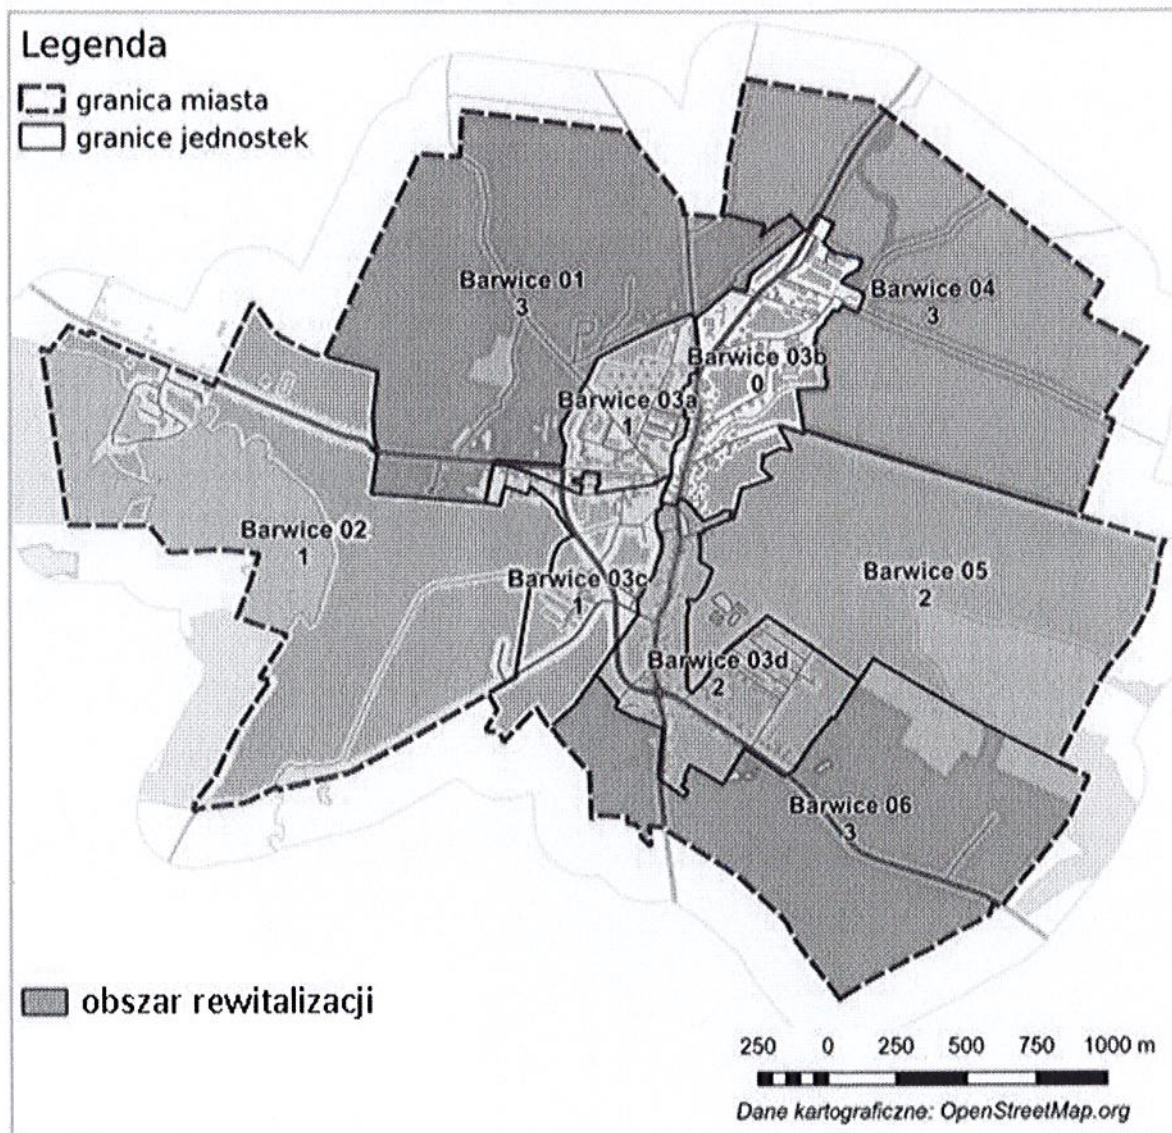 Legenda
granica miasta
granice jednostek
Barwice 01
3
Barwice 04
3
Barwice 03b
0
Barwice 03a
1
Barwice 02
1
Barwice 05
2
Barwice 03c
1
Barwice 03d
2
Barwice 06
3
obszar rewitalizacji
250 0 250 500 750 1000 m
Dane kartograficzne: OpenStreetMap.org